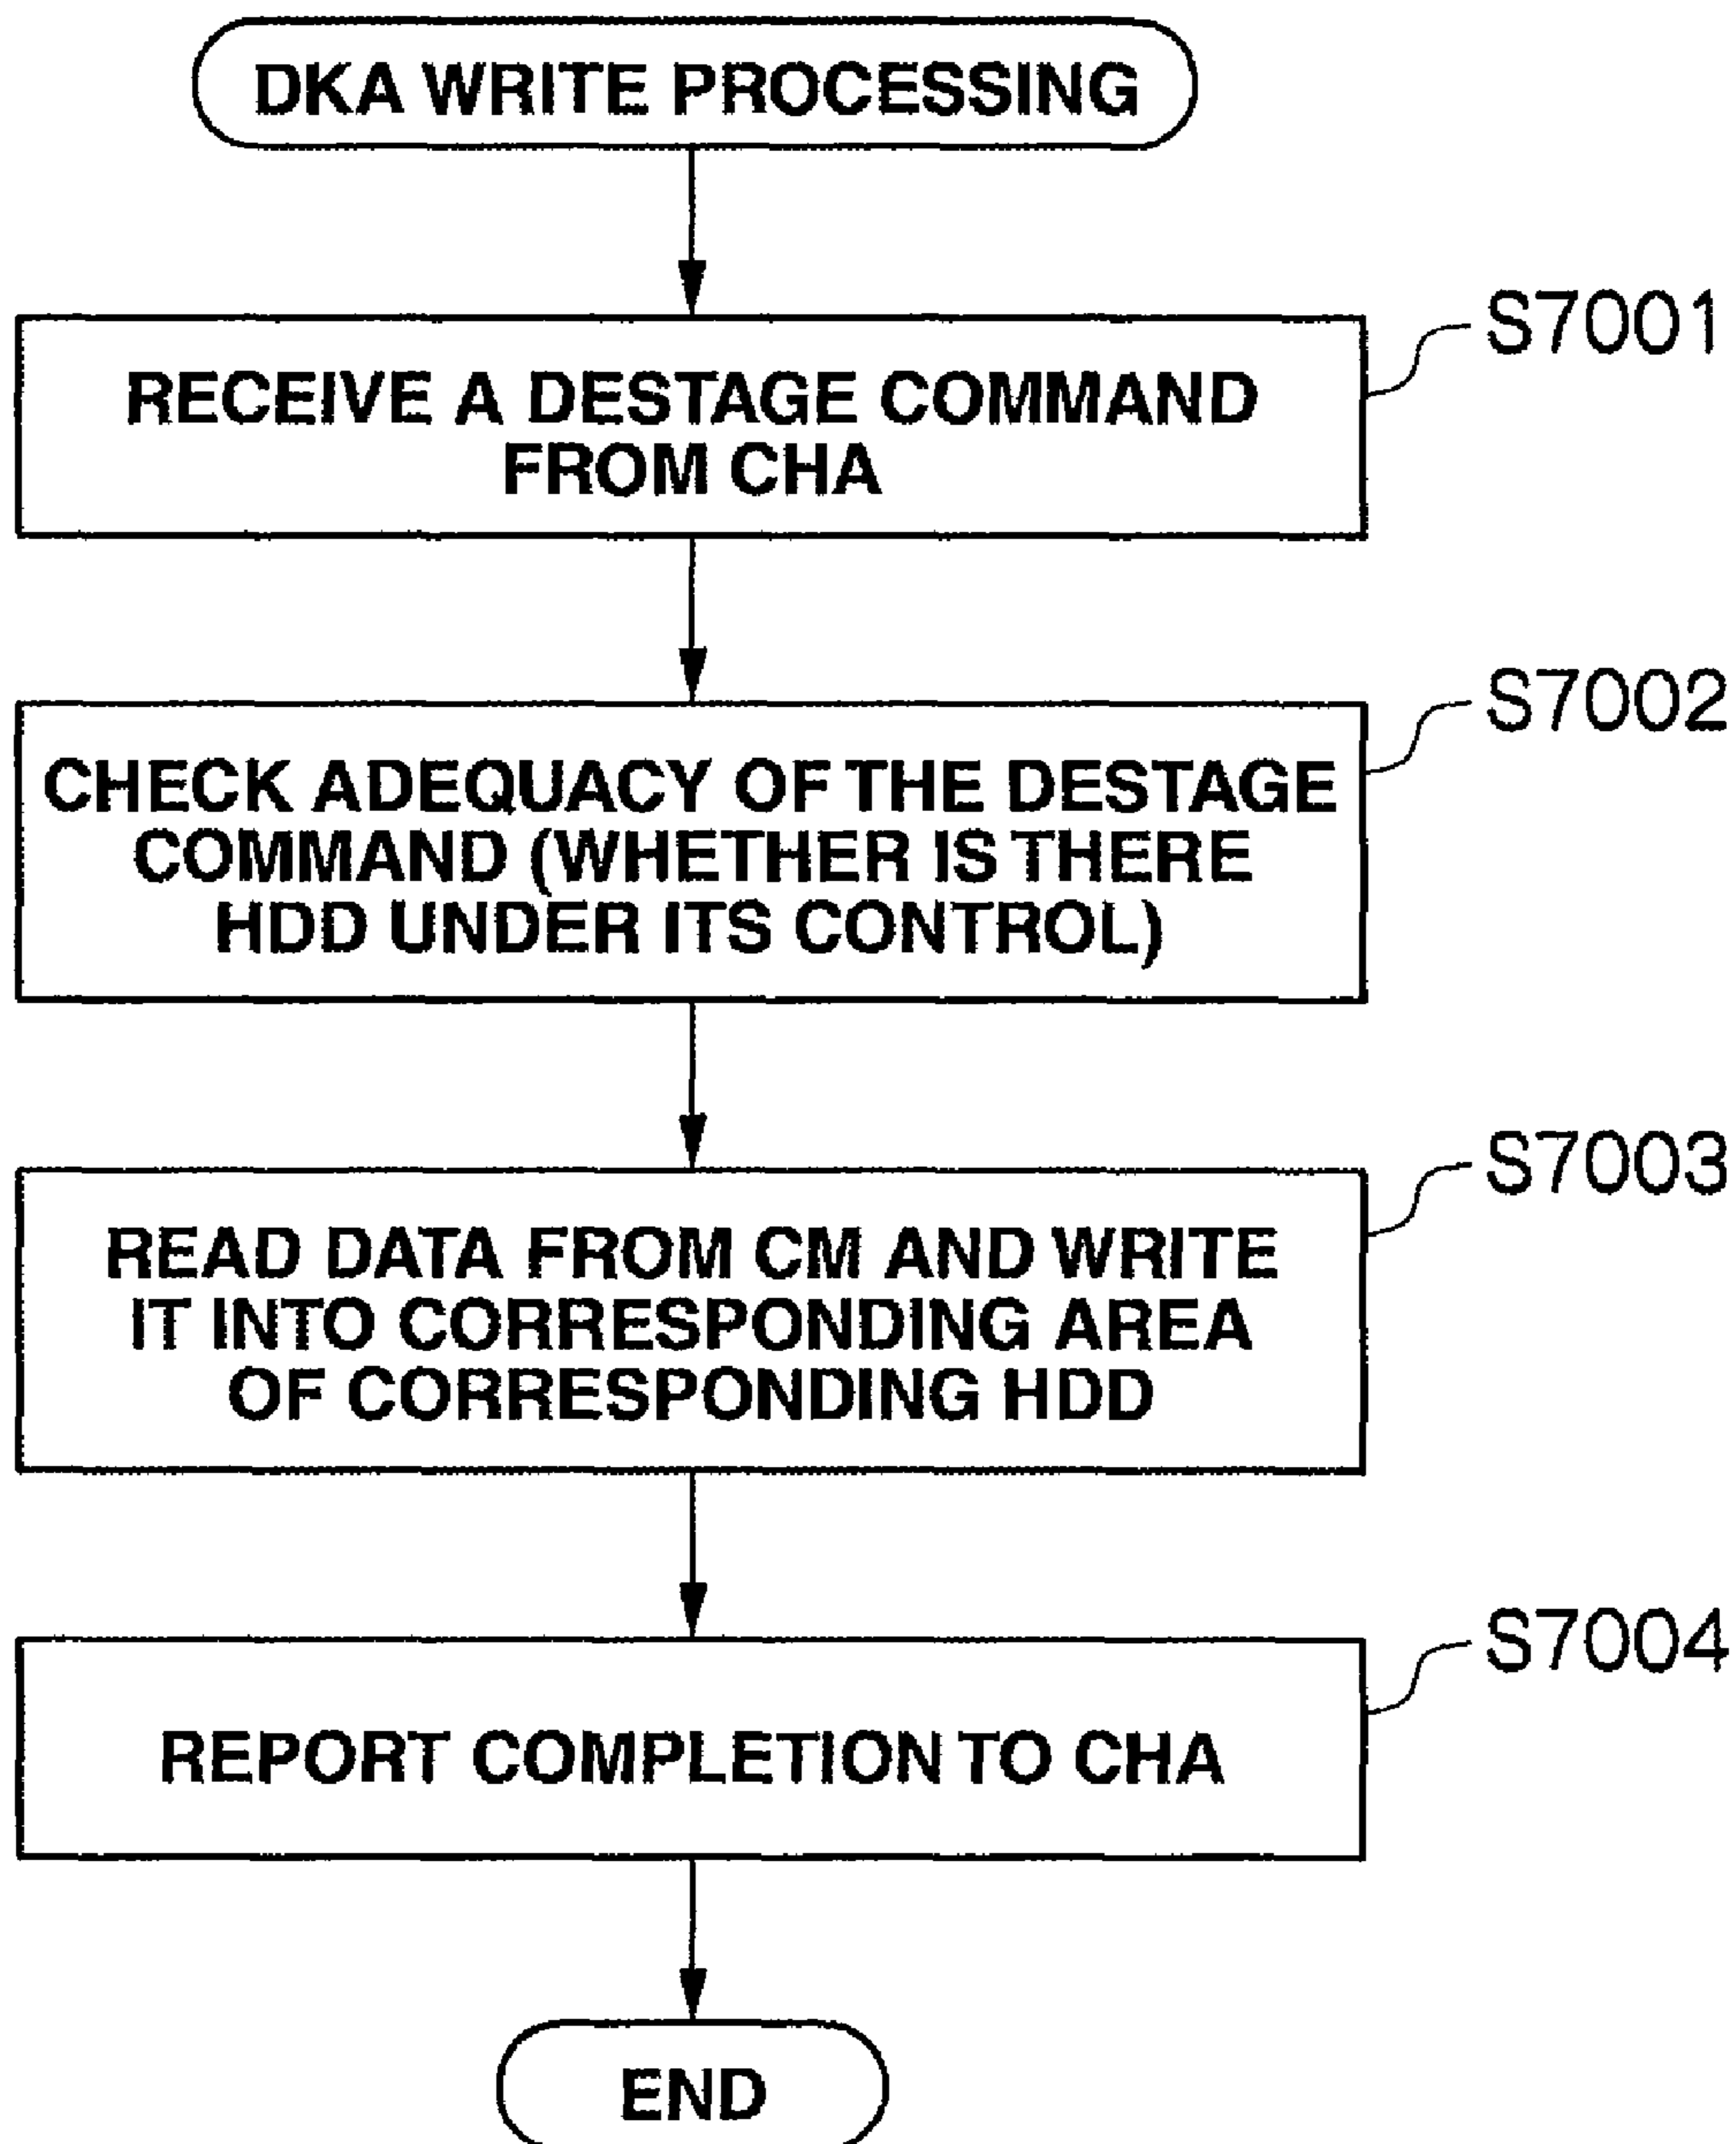 DKA WRITE PROCESSING
S7001
RECEIVE A DESTAGE COMMAND
FROM CHA
S7002
CHECK ADEQUACY OF THE DESTAGE
COMMAND (WHETHER IS THERE
HDD UNDER ITS CONTROL)
S7003
READ DATA FROM CM AND WRITE
IT INTO CORRESPONDING AREA
OF CORRESPONDING HDD
S7004
REPORT COMPLETION TO CHA
END